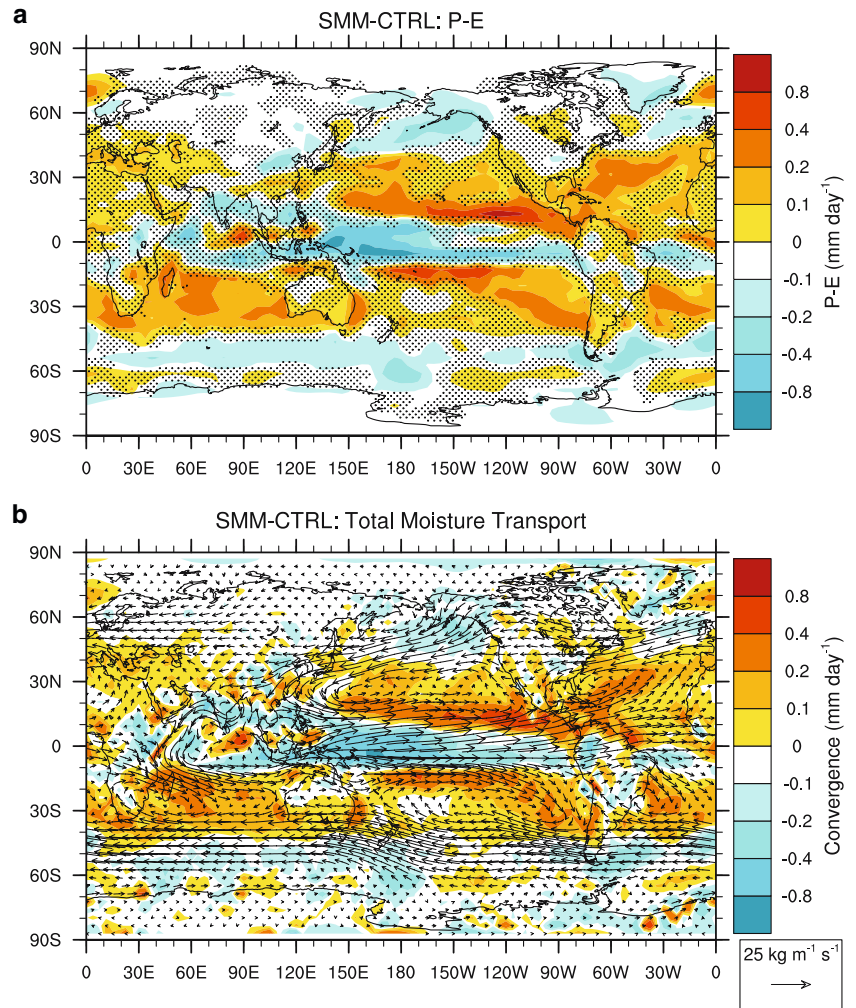 a
SMM-CTRL: P-E
90N
60N
30N
0
30S
60S
90S
0 30E 60E 90E 120E 150E 180 150W 120W 90W 60W 30W 0
0.8
0.4
0.2
0.1
0
-0.1
-0.2
-0.4
-0.8
P-E (mm day-1)
b
SMM-CTRL: Total Moisture Transport
90N
60N
30N
0
30S
60S
90S
0 30E 60E 90E 120E 150E 180 150W 120W 90W 60W 30W 0
0.8
0.4
0.2
0.1
0
-0.1
-0.2
-0.4
-0.8
Convergence (mm day-1)
25 kg m-1 s-1